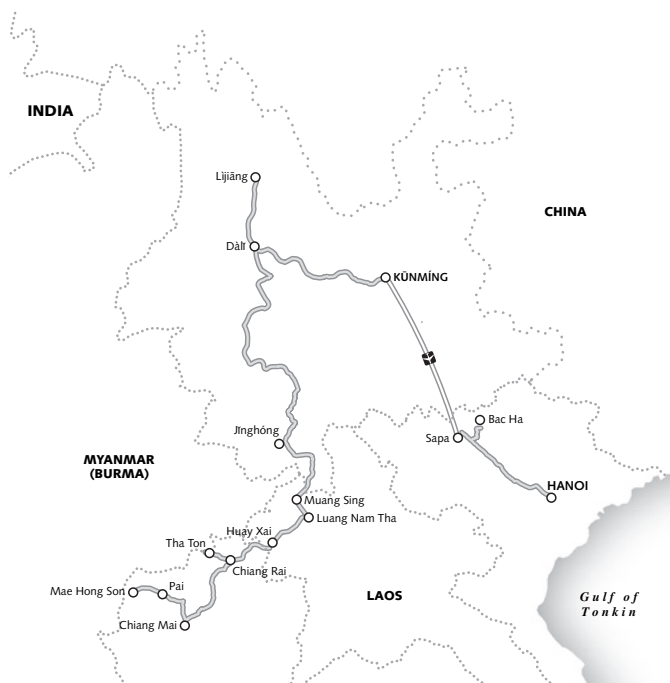 INDIA
Lìjiāng
CHINA
Dàlǐ
KŪNMÍNG
Bac Ha
Jǐnghóng
Sapa
MYANMAR
(BURMA)
HANOI
Muang Sing
Luang Nam Tha
Huay Xai
Tha Ton
Chiang Rai
Mae Hong Son
Pai
LAOS
Gulf of
Tonkin
Chiang Mai